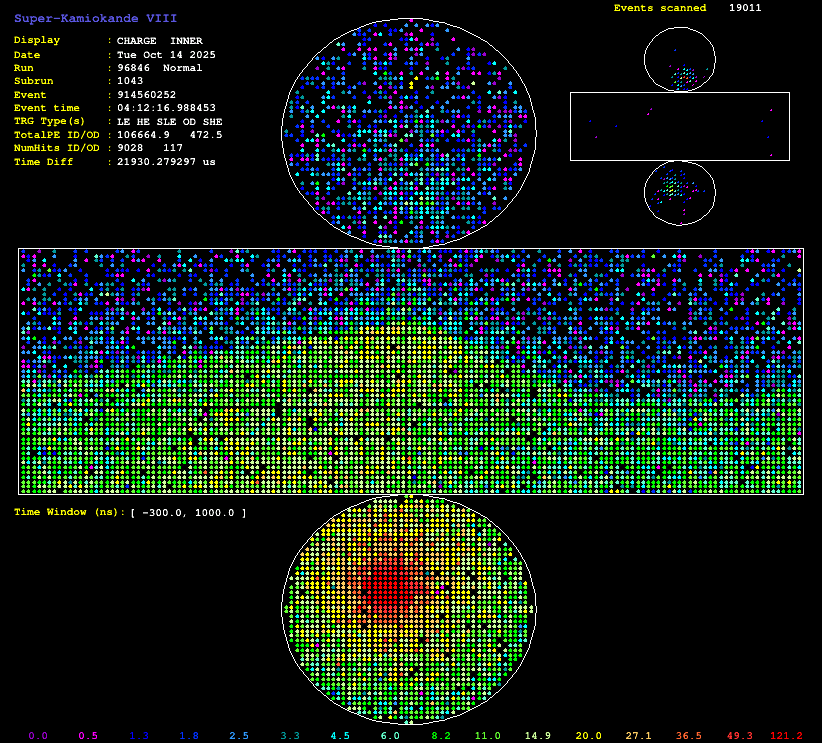 Super-Kamiokande VIII
Events scanned 19011
Display : CHARGE INNER
Date : Tue Oct 14 2025
Run : 96846 Normal
Subrun : 1043
Event : 914560252
Event time : 04:12:16.988453
TRG Type(s) : LE HE SLE OD SHE
TotalPE ID/OD : 106664.9 472.5
NumHits ID/OD : 9028 117
Time Diff : 21930.279297 us
Time Window (ns): [ -300.0, 1000.0 ]
0.0 0.5 1.3 1.8 2.5 3.3 4.5 6.0 8.2 11.0 14.9 20.0 27.1 36.5 49.3 121.2